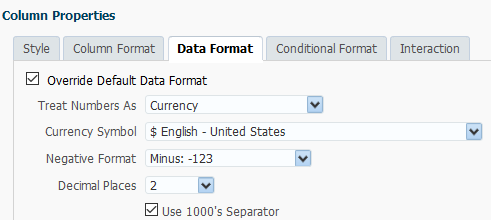 Column Properties
Style Column Format Data Format Conditional Format Interaction
Override Default Data Format
Treat Numbers As Currency
Currency Symbol $ English - United States
Negative Format Minus: -123
Decimal Places 2
Use 1000's Separator